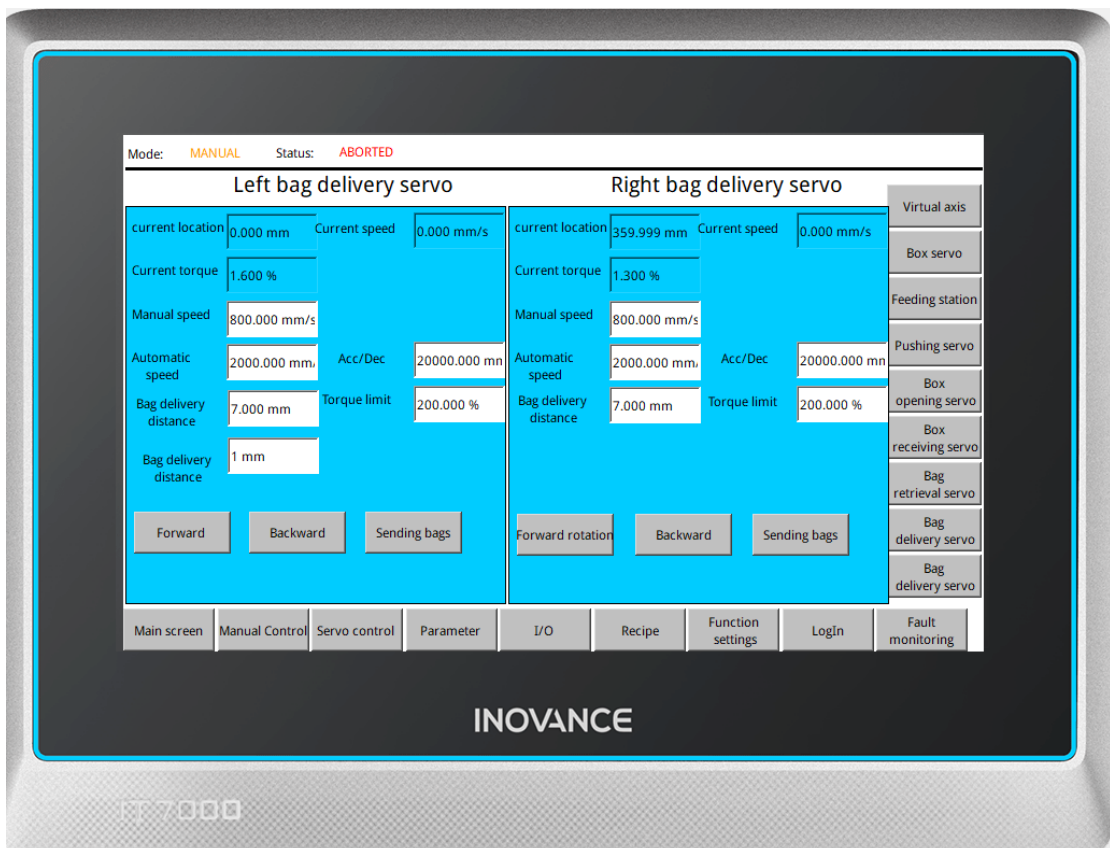 Mode: MANUAL Status: ABORTED
Left bag delivery servo
Right bag delivery servo
current location 0.000 mm Current speed 0.000 mm/s
Current torque 1.600 %
Manual speed 800.000 mm/s
Automatic speed 2000.000 mm/ Acc/Dec 20000.000 mn
Bag delivery distance 7.000 mm Torque limit 200.000 %
Bag delivery distance 1 mm
Forward Backward Sending bags
current location 359.999 mm Current speed 0.000 mm/s
Current torque 1.300 %
Manual speed 800.000 mm/s
Automatic speed 2000.000 mm/ Acc/Dec 20000.000 mn
Bag delivery distance 7.000 mm Torque limit 200.000 %
Forward rotation Backward Sending bags
Virtual axis
Box servo
Feeding station
Pushing servo
Box
opening servo
Box
receiving servo
Bag
retrieval servo
Bag
delivery servo
Bag
delivery servo
Main screen Manual Control Servo control Parameter I/O Recipe Function settings LogIn Fault monitoring
INOVANCE
IT7000